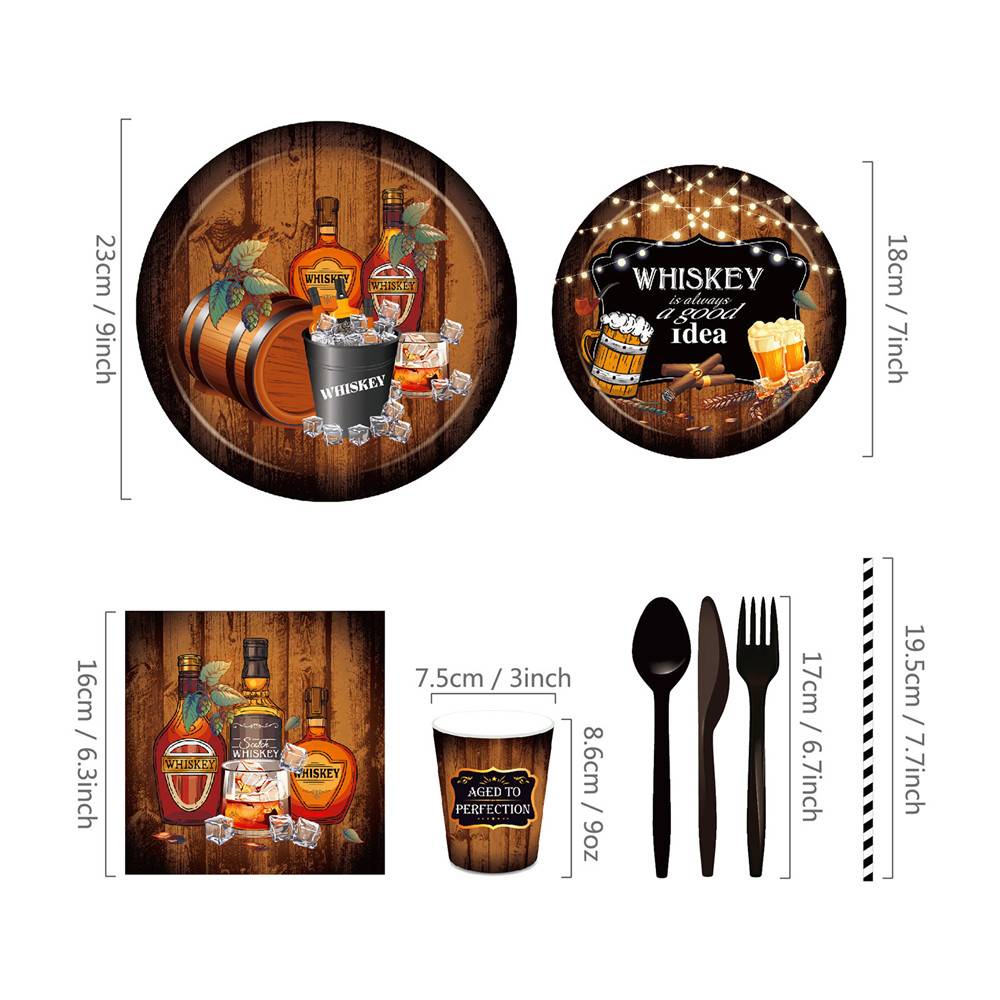 23cm / 9inch
WHISKEY
WHISKEY
WHISKEY
WHISKEY
is always
a good
idea
18cm / 7inch
16cm / 6.3inch
WHISKEY
Scotch
WHISKEY
WHISKEY
7.5cm / 3inch
AGED TO
PERFECTION
8.6cm / 9oz
17cm / 6.7inch
19.5cm / 7.7inch